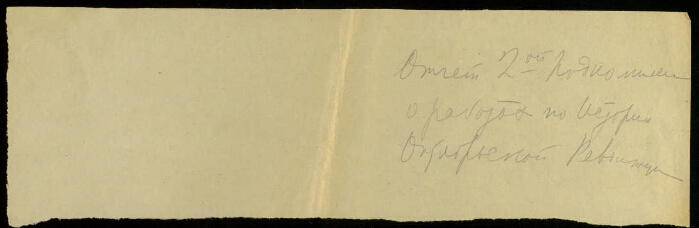 Отчет 2ой Подкомиссии
о работах по Истории
Октябрьской Революции